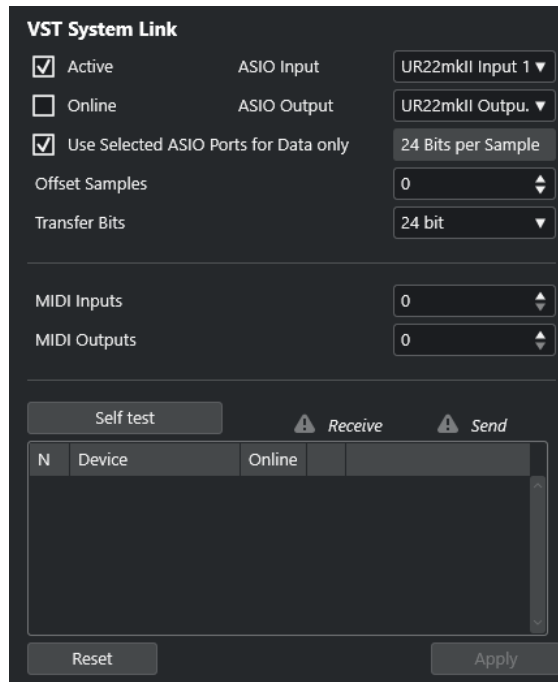 VST System Link
Active ASIO Input UR22mkII Input 1
Online ASIO Output UR22mkII Outpu.
Use Selected ASIO Ports for Data only 24 Bits per Sample
Offset Samples 0
Transfer Bits 24 bit
MIDI Inputs 0
MIDI Outputs 0
Self test Receive Send
N Device Online
Reset Apply